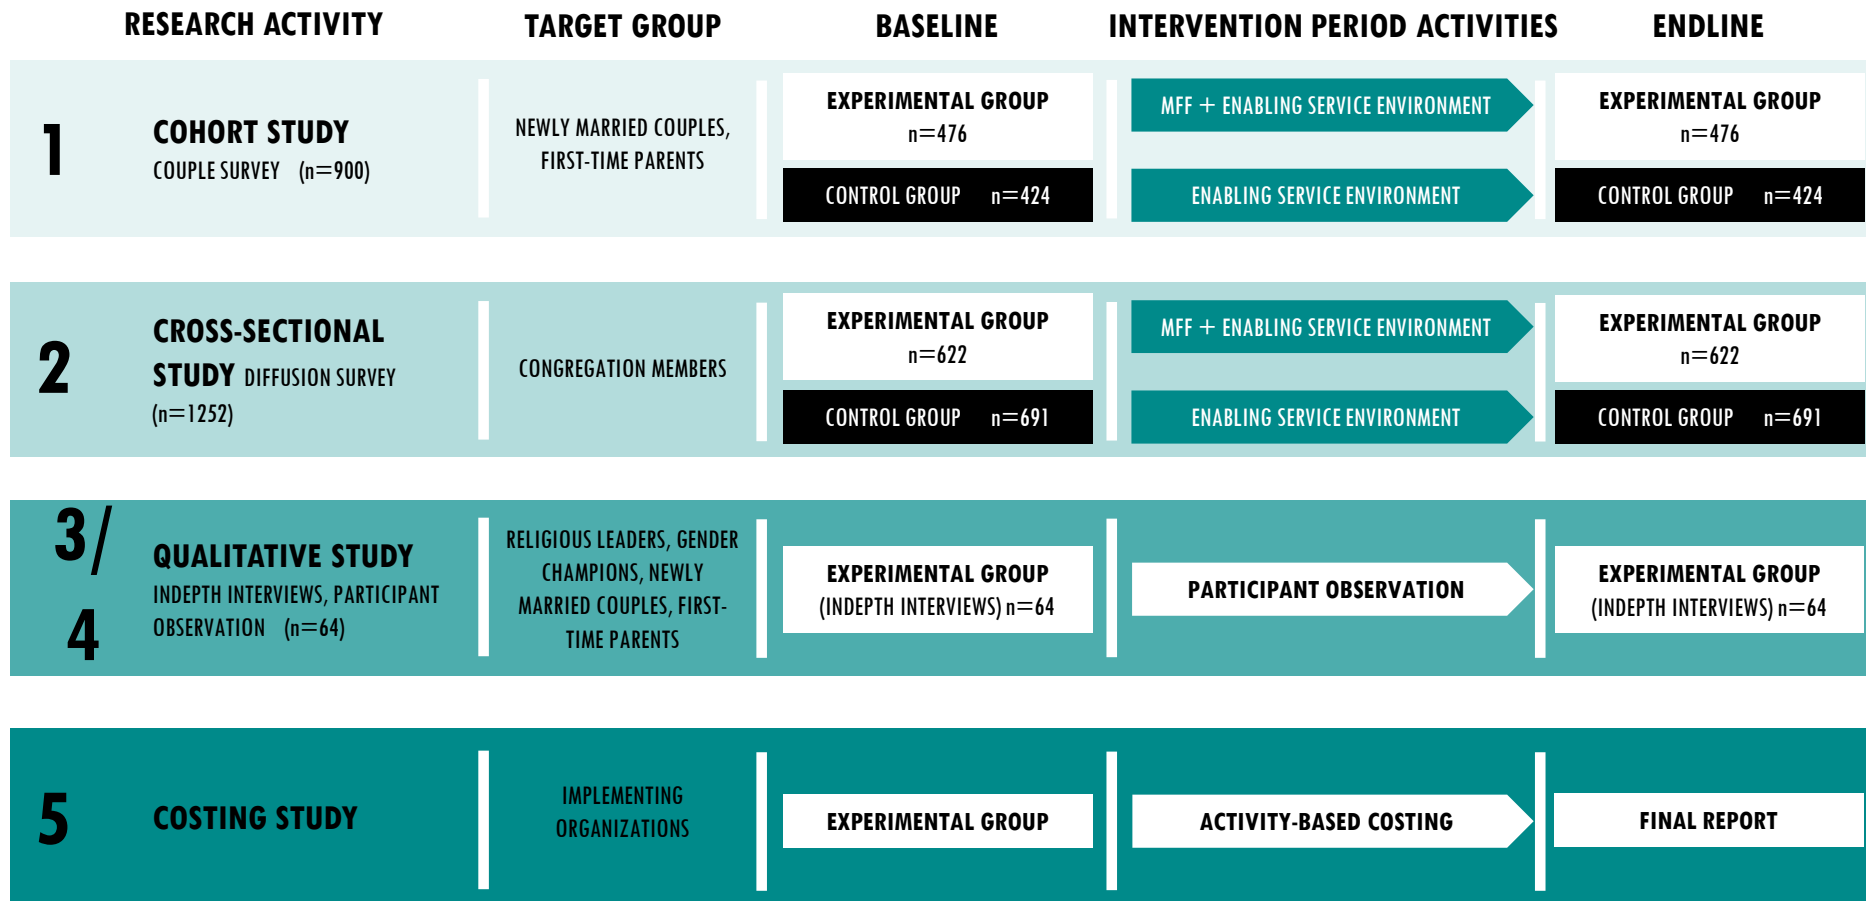 RESEARCH ACTIVITY
TARGET GROUP
BASELINE
INTERVENTION PERIOD ACTIVITIES
ENDLINE
1
COHORT STUDY
COUPLE SURVEY (n=900)
NEWLY MARRIED COUPLES,
FIRST-TIME PARENTS
EXPERIMENTAL GROUP
n=476
CONTROL GROUP n=424
MFF + ENABLING SERVICE ENVIRONMENT
ENABLING SERVICE ENVIRONMENT
EXPERIMENTAL GROUP
n=476
CONTROL GROUP n=424
2
CROSS-SECTIONAL
STUDY DIFFUSION SURVEY
(n=1252)
CONGREGATION MEMBERS
EXPERIMENTAL GROUP
n=622
CONTROL GROUP n=691
MFF + ENABLING SERVICE ENVIRONMENT
ENABLING SERVICE ENVIRONMENT
EXPERIMENTAL GROUP
n=622
CONTROL GROUP n=691
3/
4
QUALITATIVE STUDY
INDEPTH INTERVIEWS, PARTICIPANT
OBSERVATION (n=64)
RELIGIOUS LEADERS, GENDER
CHAMPIONS, NEWLY
MARRIED COUPLES, FIRST-
TIME PARENTS
EXPERIMENTAL GROUP
(INDEPTH INTERVIEWS) n=64
PARTICIPANT OBSERVATION
EXPERIMENTAL GROUP
(INDEPTH INTERVIEWS) n=64
5
COSTING STUDY
IMPLEMENTING
ORGANIZATIONS
EXPERIMENTAL GROUP
ACTIVITY-BASED COSTING
FINAL REPORT